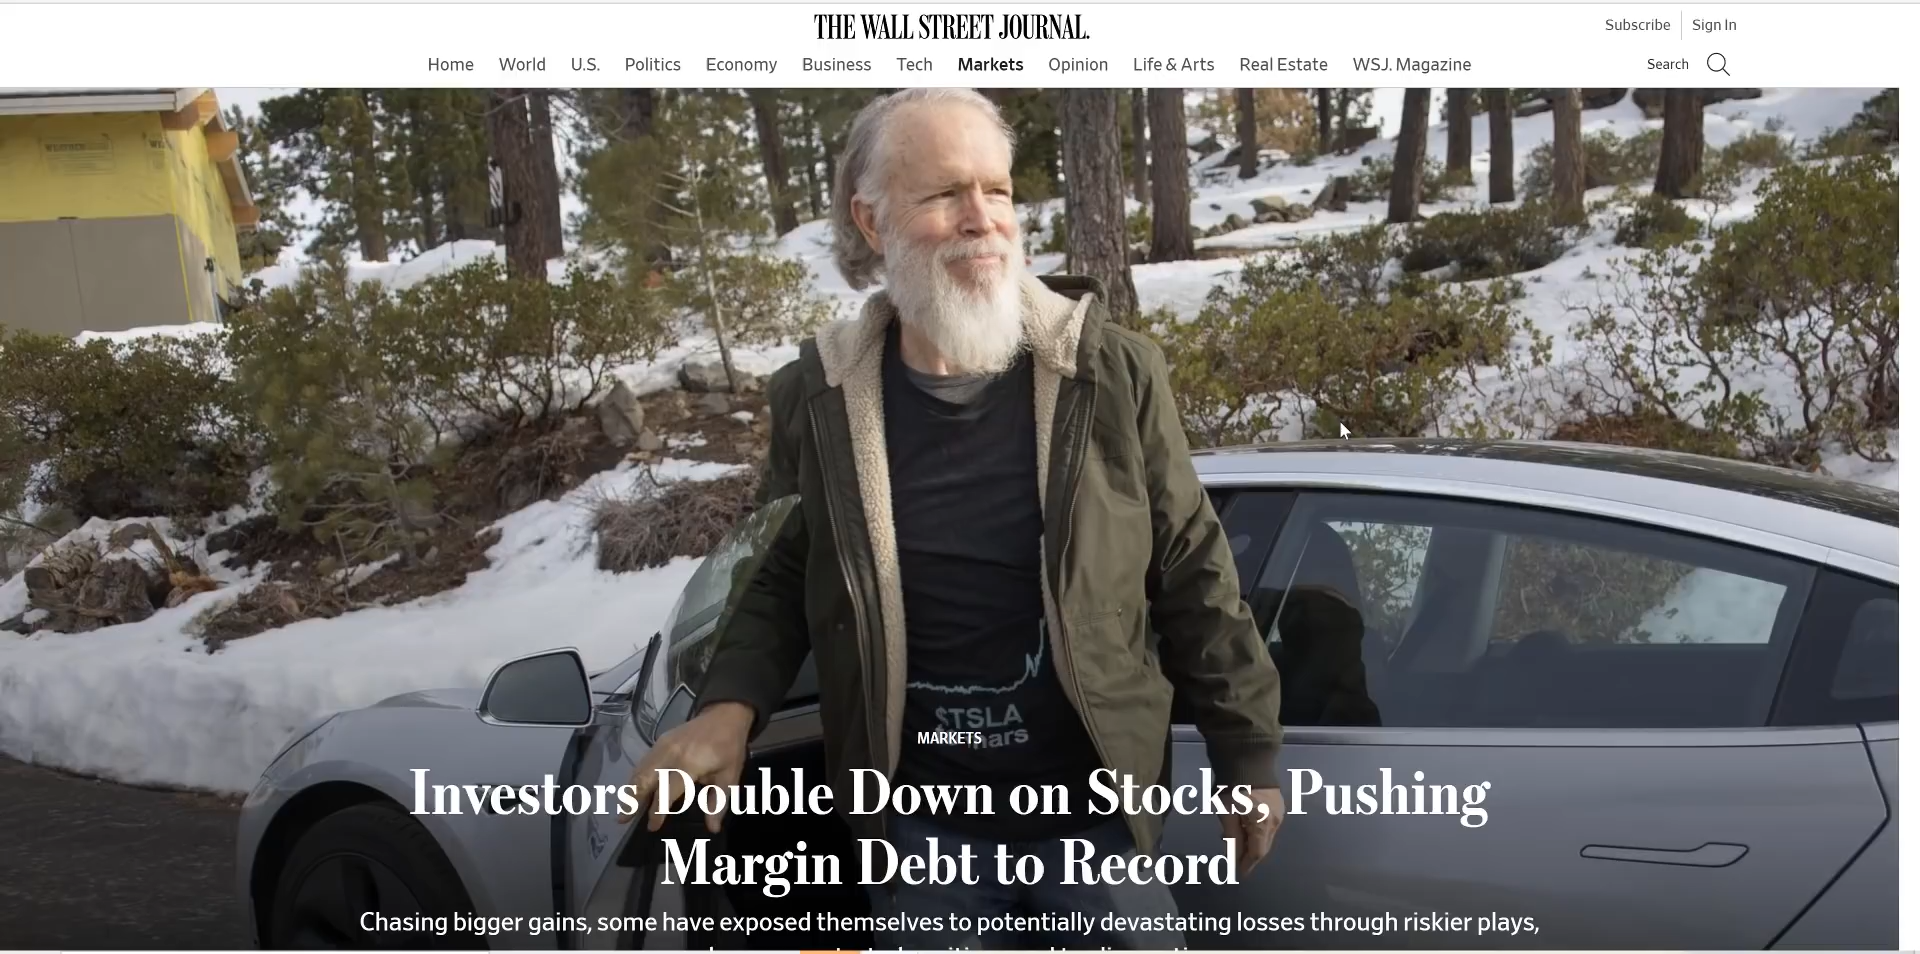 THE WALL STREET JOURNAL.
Subscribe
Sign In
Home World U.S. Politics Economy Business Tech Markets Opinion Life & Arts Real Estate WSJ. Magazine
Search
$TSLA
MARKETS
Investors Double Down on Stocks, Pushing
Margin Debt to Record
Chasing bigger gains, some have exposed themselves to potentially devastating losses through riskier plays,